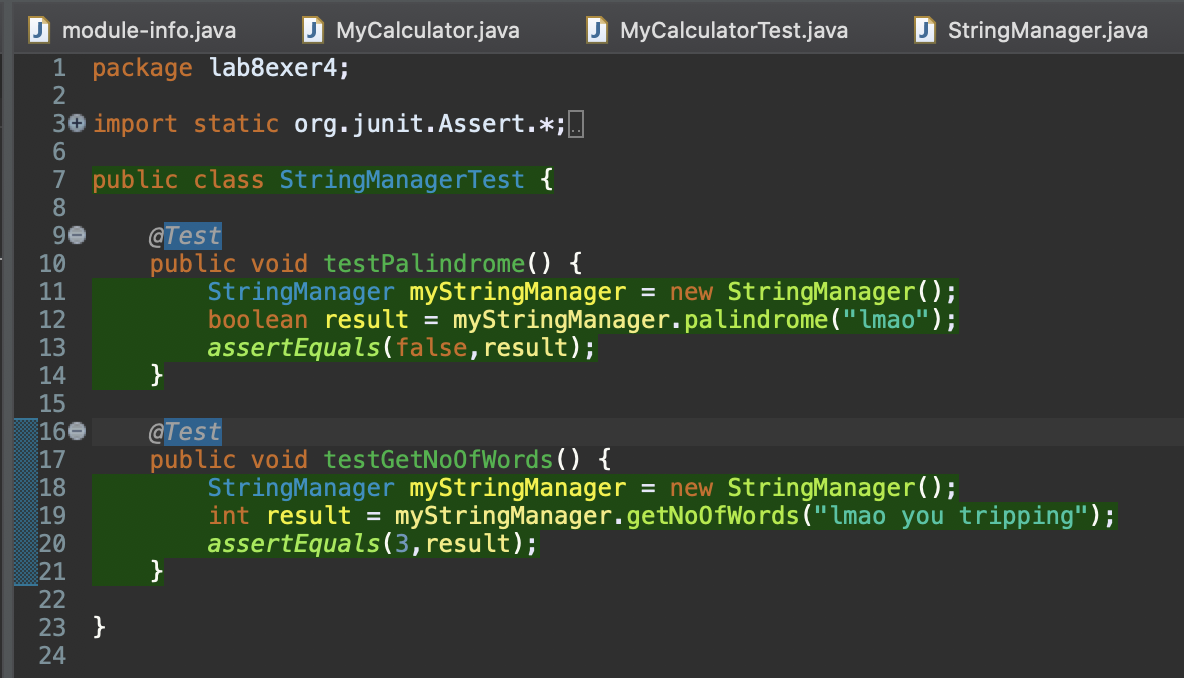 module-info.java MyCalculator.java MyCalculatorTest.java StringManager.java
1 package lab8exer4;
2
3 import static org.junit.Assert.*;
6
7 public class StringManagerTest {
8
9 @Test
10 public void testPalindrome() {
11 StringManager myStringManager = new StringManager();
12 boolean result = myStringManager.palindrome("lmao");
13 assertEquals(false,result);
14 }
15
16 @Test
17 public void testGetNoOfWords() {
18 StringManager myStringManager = new StringManager();
19 int result = myStringManager.getNoOfWords("lmao you tripping");
20 assertEquals(3,result);
21 }
22
23 }
24